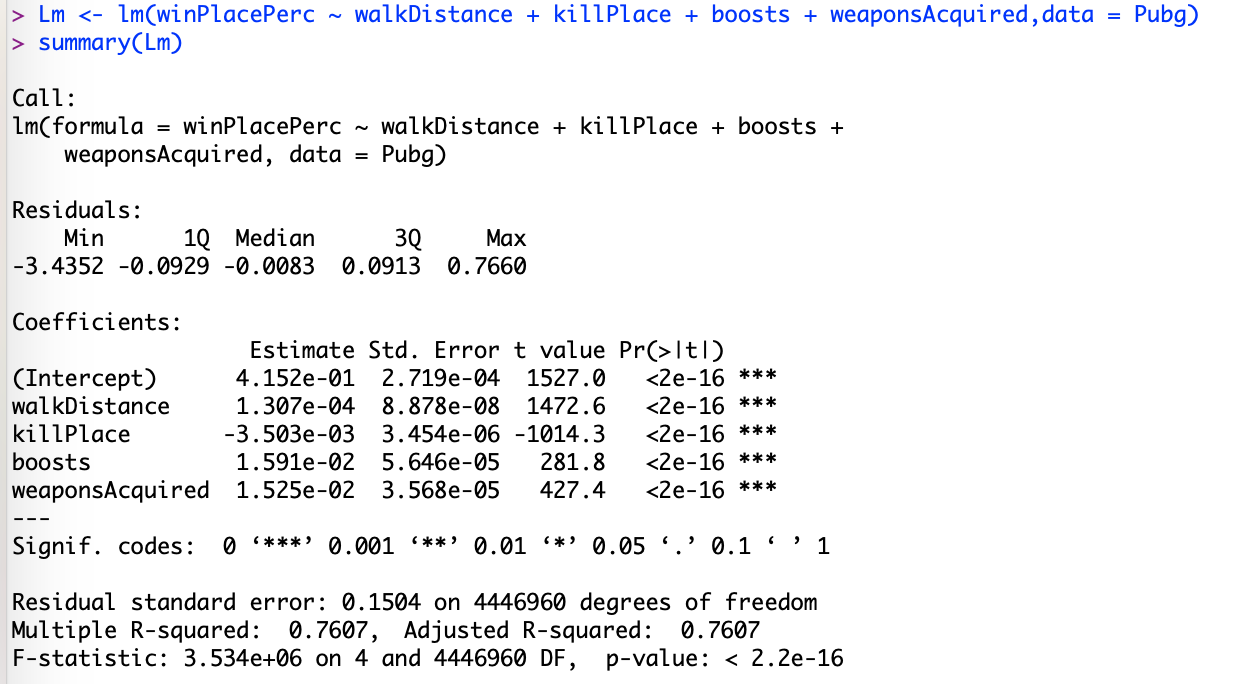 > Lm <- lm(winPlacePerc ~ walkDistance + killPlace + boosts + weaponsAcquired,data = Pubg)
> summary(Lm)

Call:
lm(formula = winPlacePerc ~ walkDistance + killPlace + boosts +
    weaponsAcquired, data = Pubg)

Residuals:
    Min      1Q  Median      3Q     Max
-3.4352 -0.0929 -0.0083  0.0913  0.7660

Coefficients:
                  Estimate Std. Error t value Pr(>|t|)
(Intercept)      4.152e-01  2.719e-04  1527.0   <2e-16 ***
walkDistance     1.307e-04  8.878e-08  1472.6   <2e-16 ***
killPlace       -3.503e-03  3.454e-06 -1014.3   <2e-16 ***
boosts           1.591e-02  5.646e-05   281.8   <2e-16 ***
weaponsAcquired  1.525e-02  3.568e-05   427.4   <2e-16 ***
---
Signif. codes:  0 ‘***’ 0.001 ‘**’ 0.01 ‘*’ 0.05 ‘.’ 0.1 ‘ ’ 1

Residual standard error: 0.1504 on 4446960 degrees of freedom
Multiple R-squared:  0.7607,	Adjusted R-squared:  0.7607
F-statistic: 3.534e+06 on 4 and 4446960 DF,  p-value: < 2.2e-16